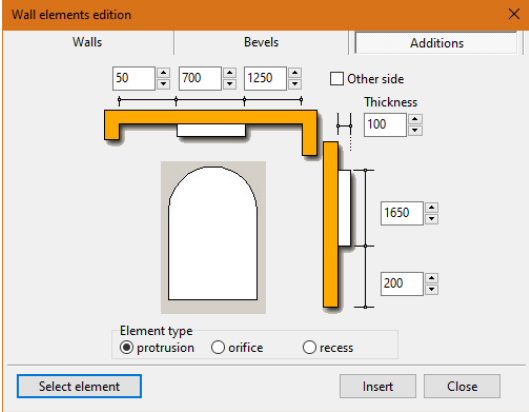 Wall elements edition
Walls Bevels Additions
50 700 1250 Other side
Thickness
100
1650
200
Element type
protrusion orifice recess
Select element Insert Close